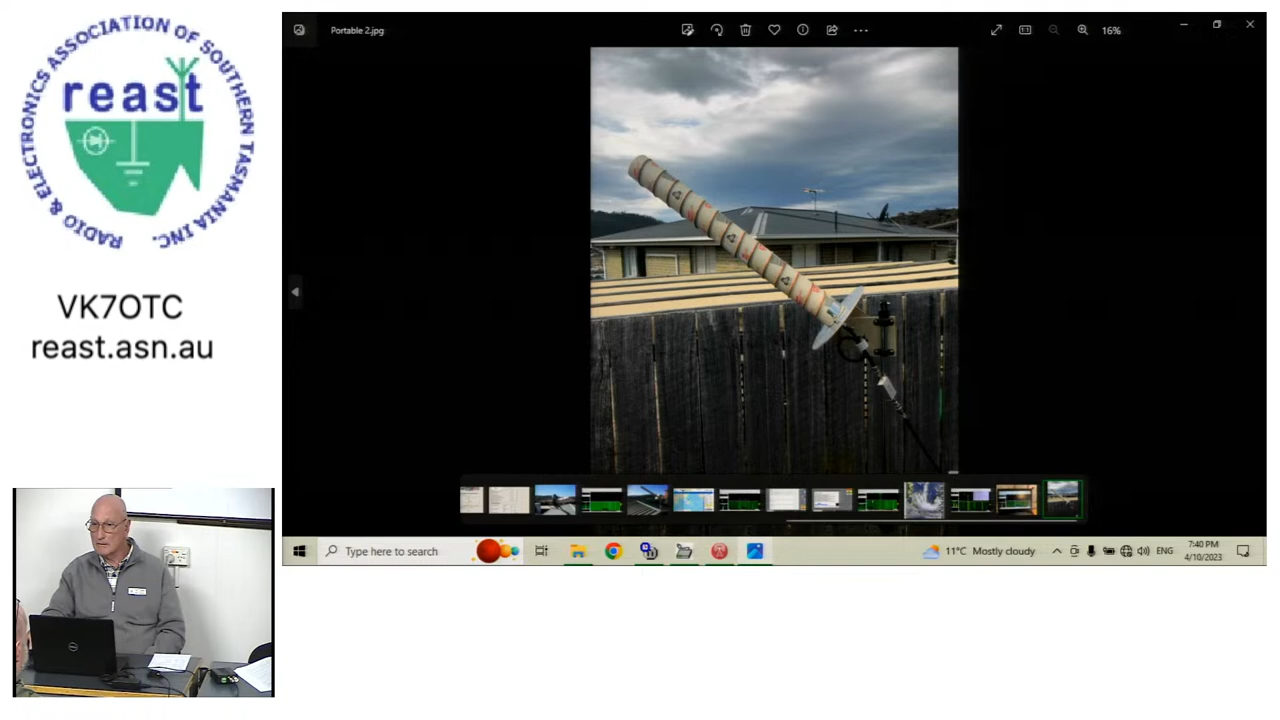 RADIO & ELECTRONICS ASSOCIATION OF SOUTHERN TASMANIA INC.
reast
VK7OTC
reast.asn.au
Portable 2.jpg
16%
Type here to search
11°C Mostly cloudy
ENG
7:40 PM
4/10/2023